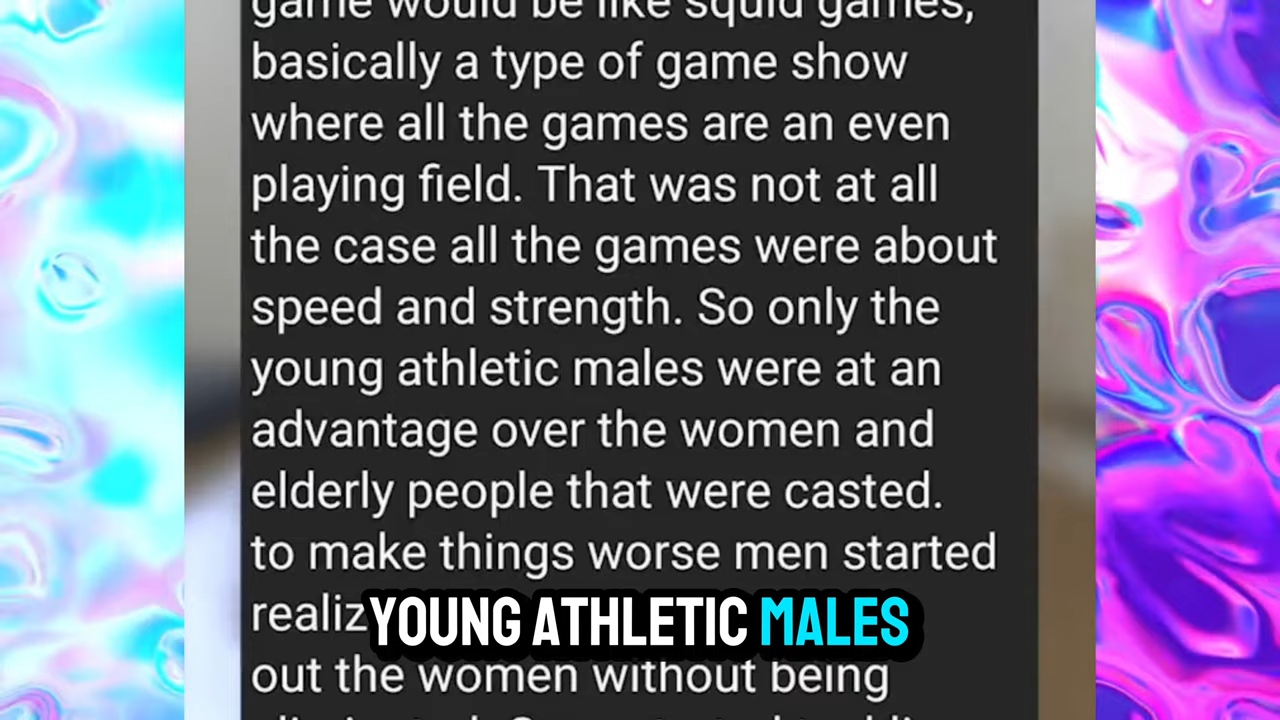 game would be like squid games,
basically a type of game show
where all the games are an even
playing field. That was not at all
the case all the games were about
speed and strength. So only the
young athletic males were at an
advantage over the women and
elderly people that were casted.
to make things worse men started
realiz
YOUNG ATHLETIC MALES
out the women without being